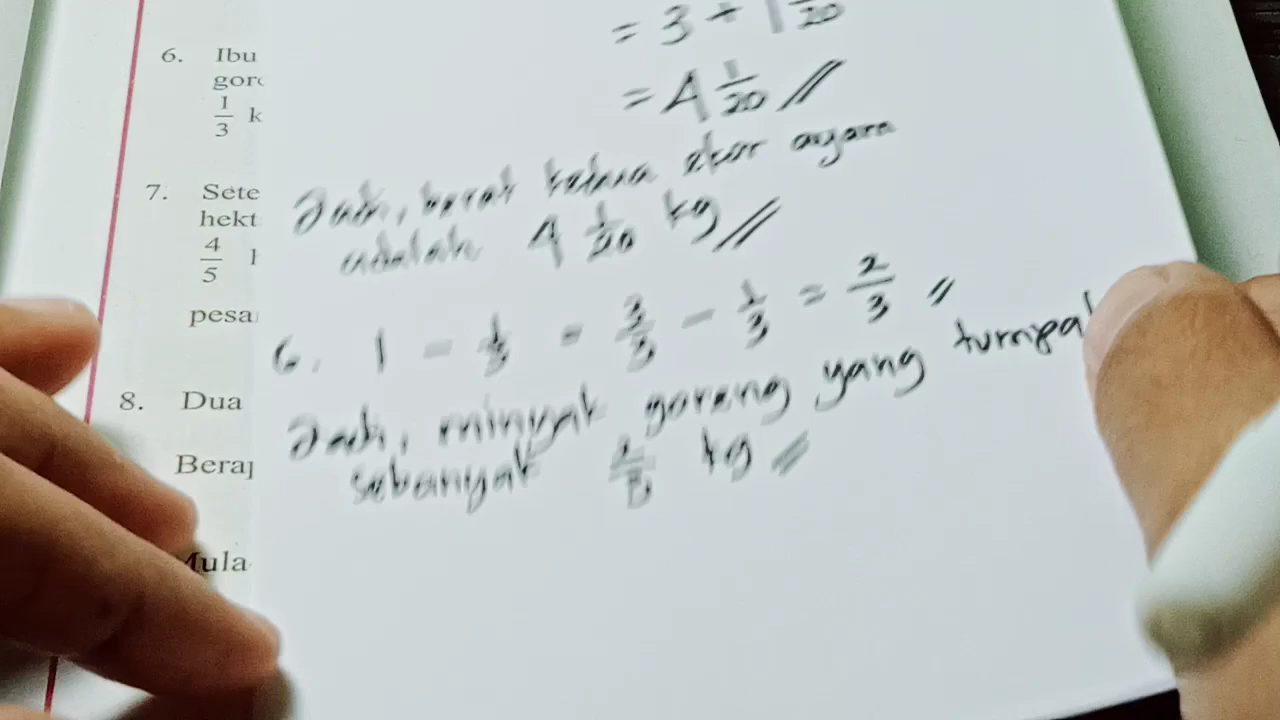 = 3 + 1 1/20
= 4 1/20 //
Jadi, berat kelima ekor ayam
adalah 4 1/20 kg //
6. 1 - 1/3 = 3/3 - 1/3 = 2/3 //
Jadi, minyak goreng yang tumpah
sebanyak 2/3 kg //
6. Ibu
gor
1/3 k
7. Sete
hekt
4/5
pesa
8. Dua
Bera
Mula